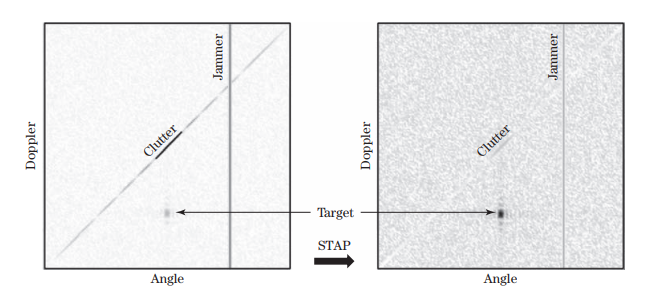 Doppler
Clutter
Jammer
Angle
Target
STAP
Doppler
Clutter
Jammer
Angle